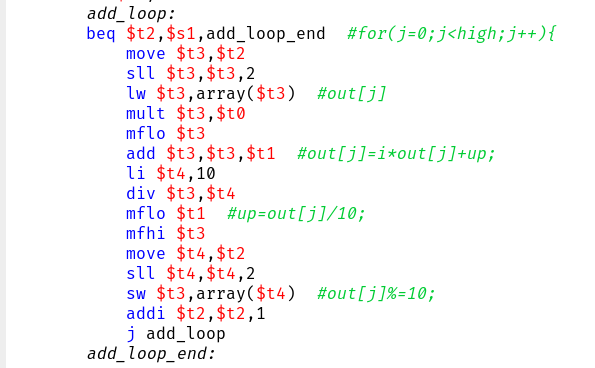 add_loop:
beq $t2,$s1,add_loop_end  #for(j=0;j<high;j++){
    move $t3,$t2
    sll $t3,$t3,2
    lw $t3,array($t3)  #out[j]
    mult $t3,$t0
    mflo $t3
    add $t3,$t3,$t1  #out[j]=i*out[j]+up;
    li $t4,10
    div $t3,$t4
    mflo $t1  #up=out[j]/10;
    mfhi $t3
    move $t4,$t2
    sll $t4,$t4,2
    sw $t3,array($t4)  #out[j]%=10;
    addi $t2,$t2,1
    j add_loop
add_loop_end: